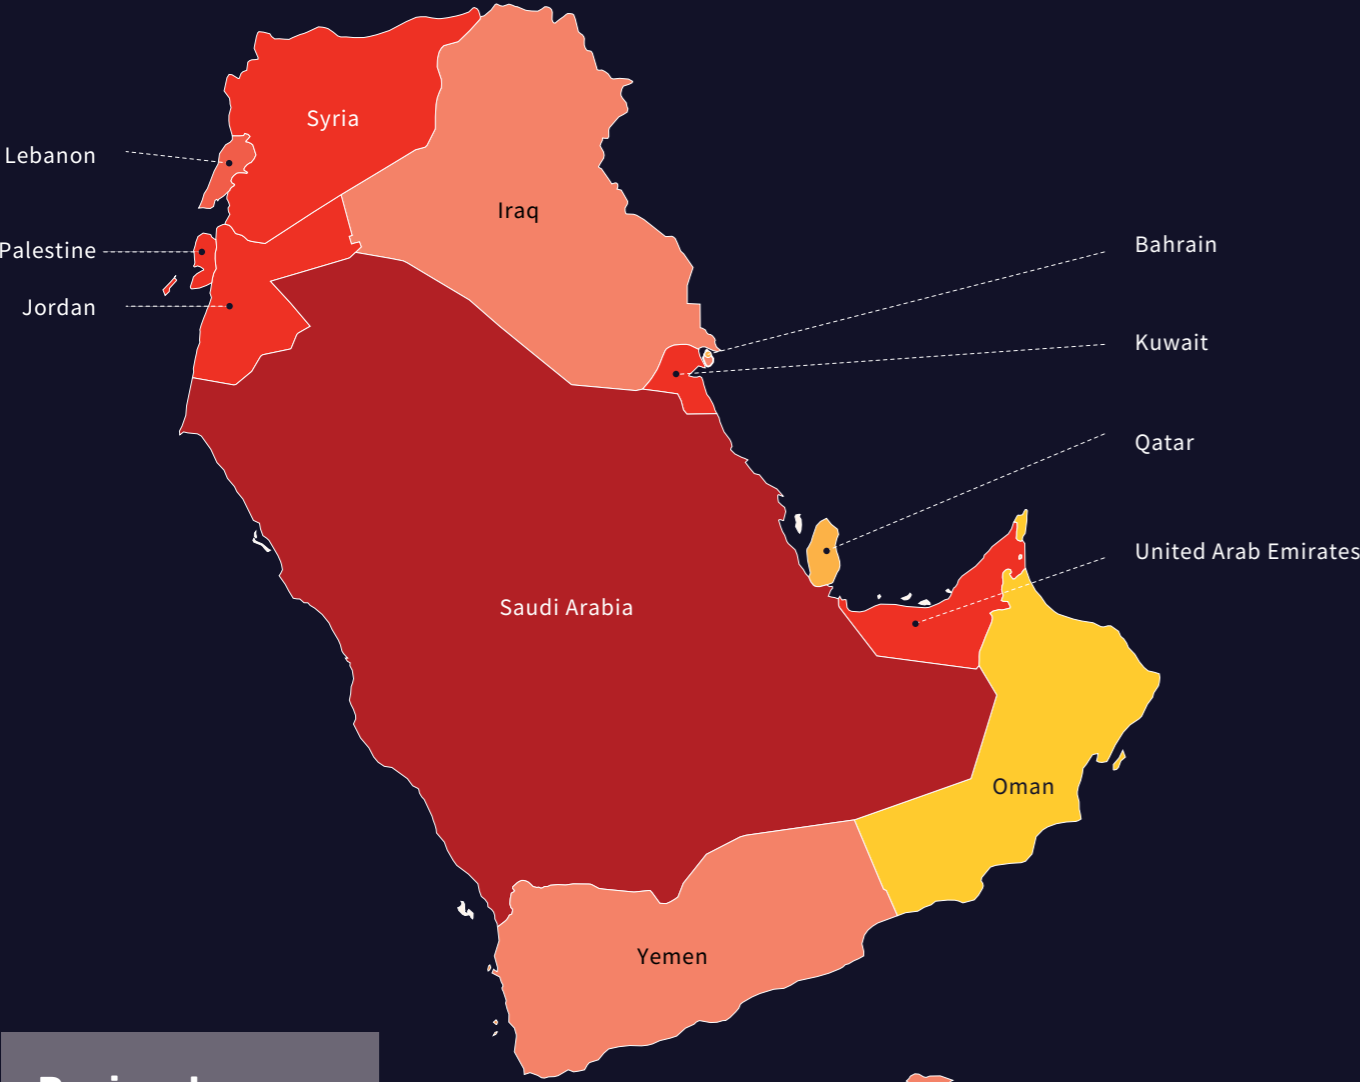 Syria
Lebanon
Iraq
Palestine
Bahrain
Jordan
Kuwait
Qatar
United Arab Emirates
Saudi Arabia
Oman
Yemen